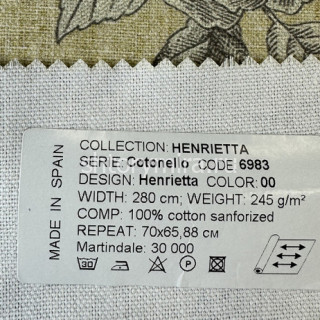 COLLECTION: HENRIETTA
SERIE: Cotonello CODE 6983
DESIGN: Henrietta COLOR: 00
WIDTH: 280 cm; WEIGHT: 245 g/m²
COMP: 100% cotton sanforized
REPEAT: 70x65,88 см
Martindale: 30 000
MADE IN SPAIN
30
P